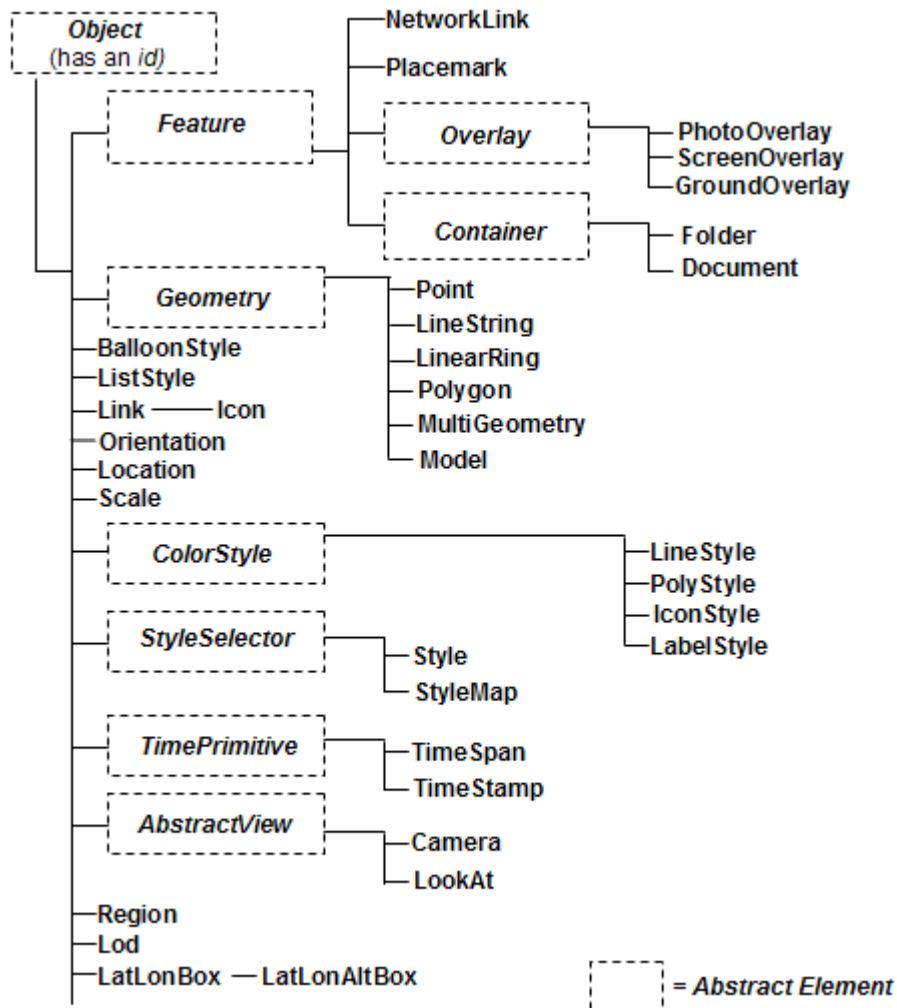 Object
(has an id)
NetworkLink
Placemark
Feature
Overlay
PhotoOverlay
ScreenOverlay
GroundOverlay
Container
Folder
Document
Geometry
Point
LineString
LinearRing
Polygon
MultiGeometry
Model
BalloonStyle
ListStyle
Link
Icon
Orientation
Location
Scale
ColorStyle
LineStyle
PolyStyle
IconStyle
LabelStyle
StyleSelector
Style
StyleMap
TimePrimitive
TimeSpan
TimeStamp
AbstractView
Camera
LookAt
Region
Lod
LatLonBox
LatLonAltBox
= Abstract Element